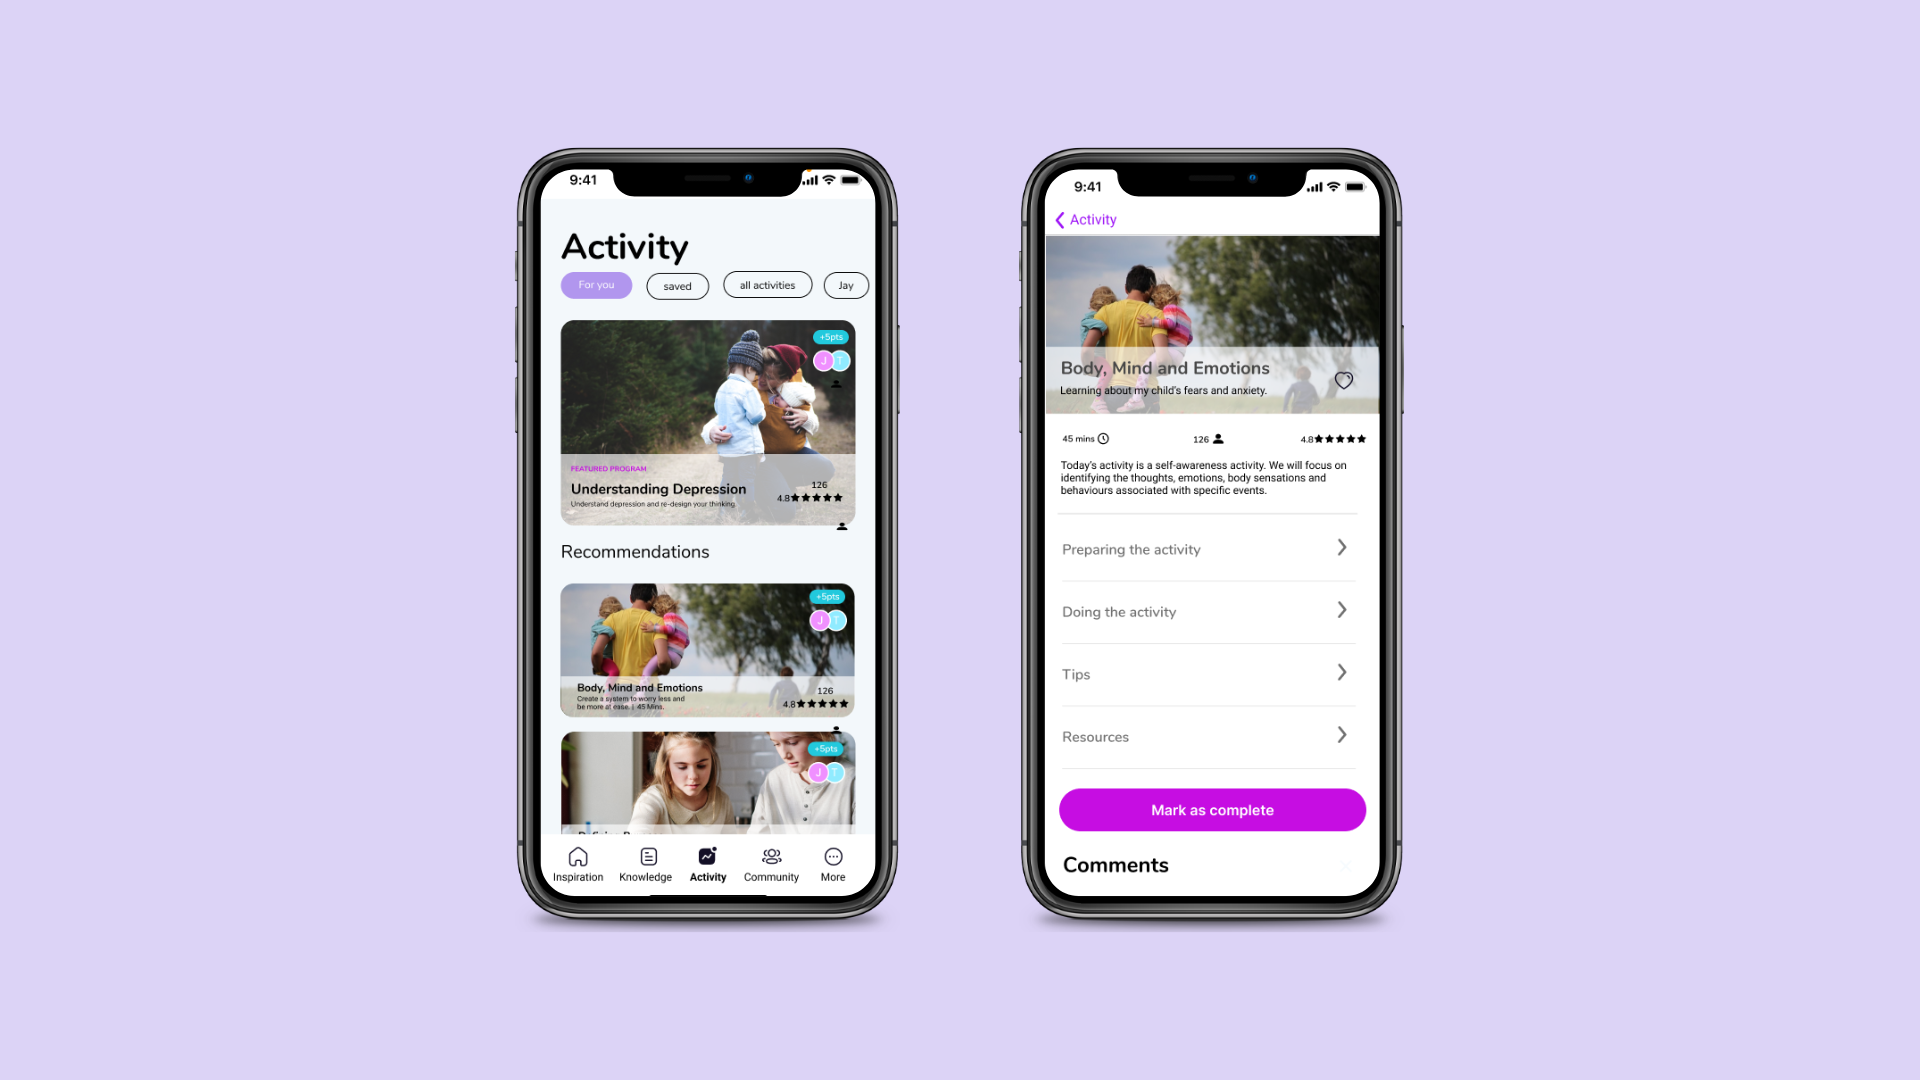 9:41
Activity
For you
saved
all activities
Jay
+5pts
J T
FEATURED PROGRAM
Understanding Depression
Understand depression and re-design your thinking.
126
4.8
Recommendations
+5pts
J T
Body, Mind and Emotions
Create a system to worry less and
be more at ease. | 45 Mins.
126
4.8
+5pts
J T
Inspiration
Knowledge
Activity
Community
More
9:41
Activity
Body, Mind and Emotions
Learning about my child's fears and anxiety.
45 mins
126
4.8
Today's activity is a self-awareness activity. We will focus on
identifying the thoughts, emotions, body sensations and
behaviours associated with specific events.
Preparing the activity
Doing the activity
Tips
Resources
Mark as complete
Comments